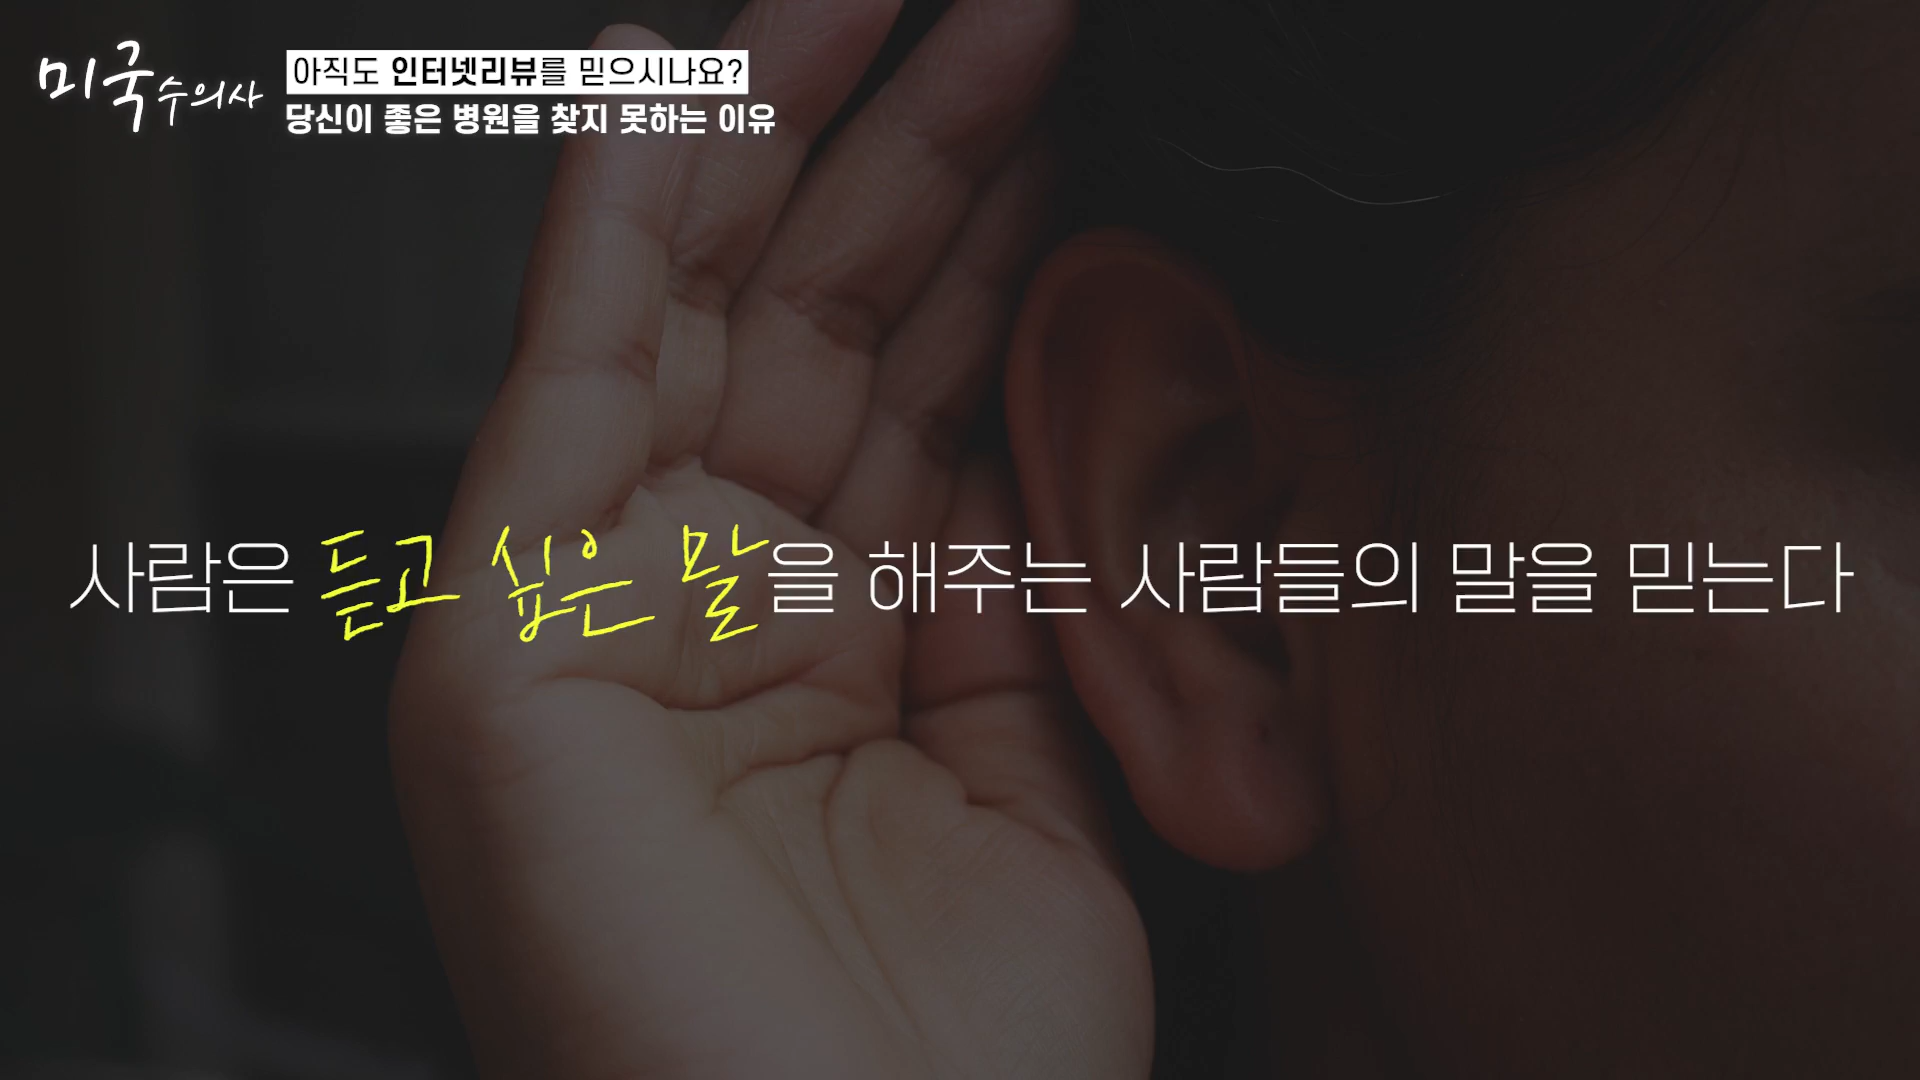 미국수의사
아직도 인터넷리뷰를 믿으시나요?
당신이 좋은 병원을 찾지 못하는 이유
사람은 듣고 싶은 말을 해주는 사람들의 말을 믿는다